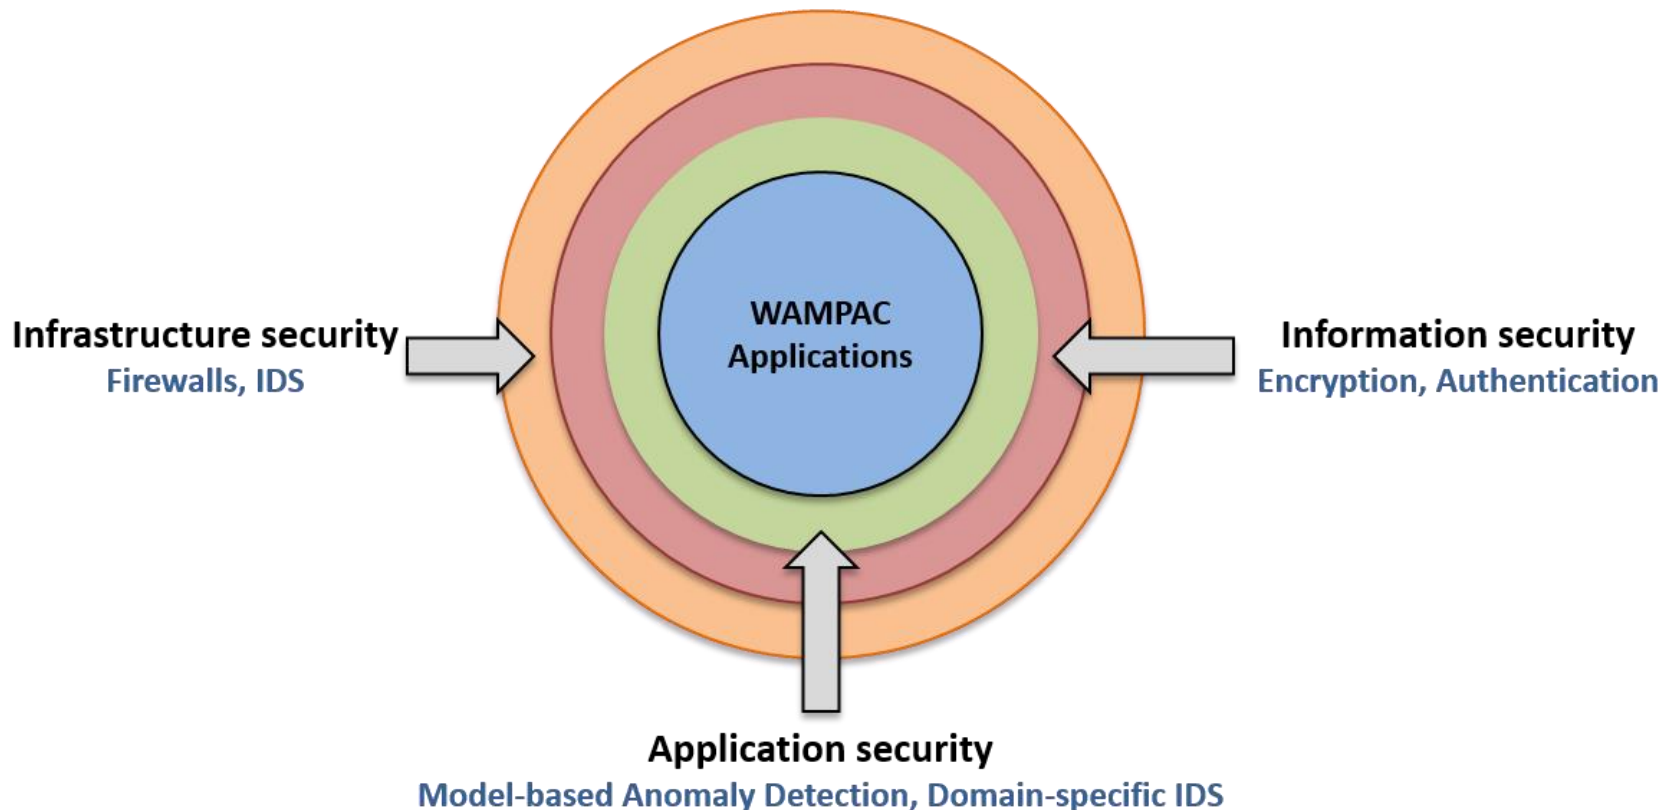 WAMPAC
Applications
Infrastructure security
Firewalls, IDS
Information security
Encryption, Authentication
Application security
Model-based Anomaly Detection, Domain-specific IDS